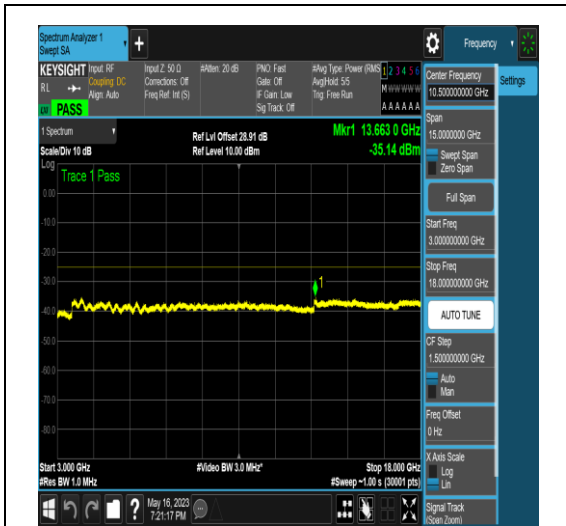 Spectrum Analyzer 1
Swept SA
Frequency
KEYSIGHT
RL
PASS
Input: RF
Coupling: DC
Align: Auto
Input Z: 50 Ω
Corrections: Off
Freq Ref: Int (S)
#Atten: 20 dB
PNO: Fast
Gate: Off
IF Gain: Low
Sig Track: Off
#Avg Type: Power (RMS
Avg|Hold: 5/5
Trig: Free Run
1 2 3 4 5 6
M W W W W W
A A A A A A
1 Spectrum
Scale/Div 10 dB
Ref Lvl Offset 28.91 dB
Ref Level 10.00 dBm
Mkr1 13.663 0 GHz
-35.14 dBm
Log
Trace 1 Pass
0.00
-10.0
-20.0
-30.0
-40.0
-50.0
-60.0
-70.0
-80.0
1
Start 3.000 GHz
#Res BW 1.0 MHz
#Video BW 3.0 MHz*
Stop 18.000 GHz
#Sweep ~1.00 s (30001 pts)
May 16, 2023
7:21:17 PM
Center Frequency
10.500000000 GHz
Settings
Span
15.0000000 GHz
Swept Span
Zero Span
Full Span
Start Freq
3.000000000 GHz
Stop Freq
18.000000000 GHz
AUTO TUNE
CF Step
1.500000000 GHz
Auto
Man
Freq Offset
0 Hz
X Axis Scale
Log
Lin
Signal Track
(Span Zoom)